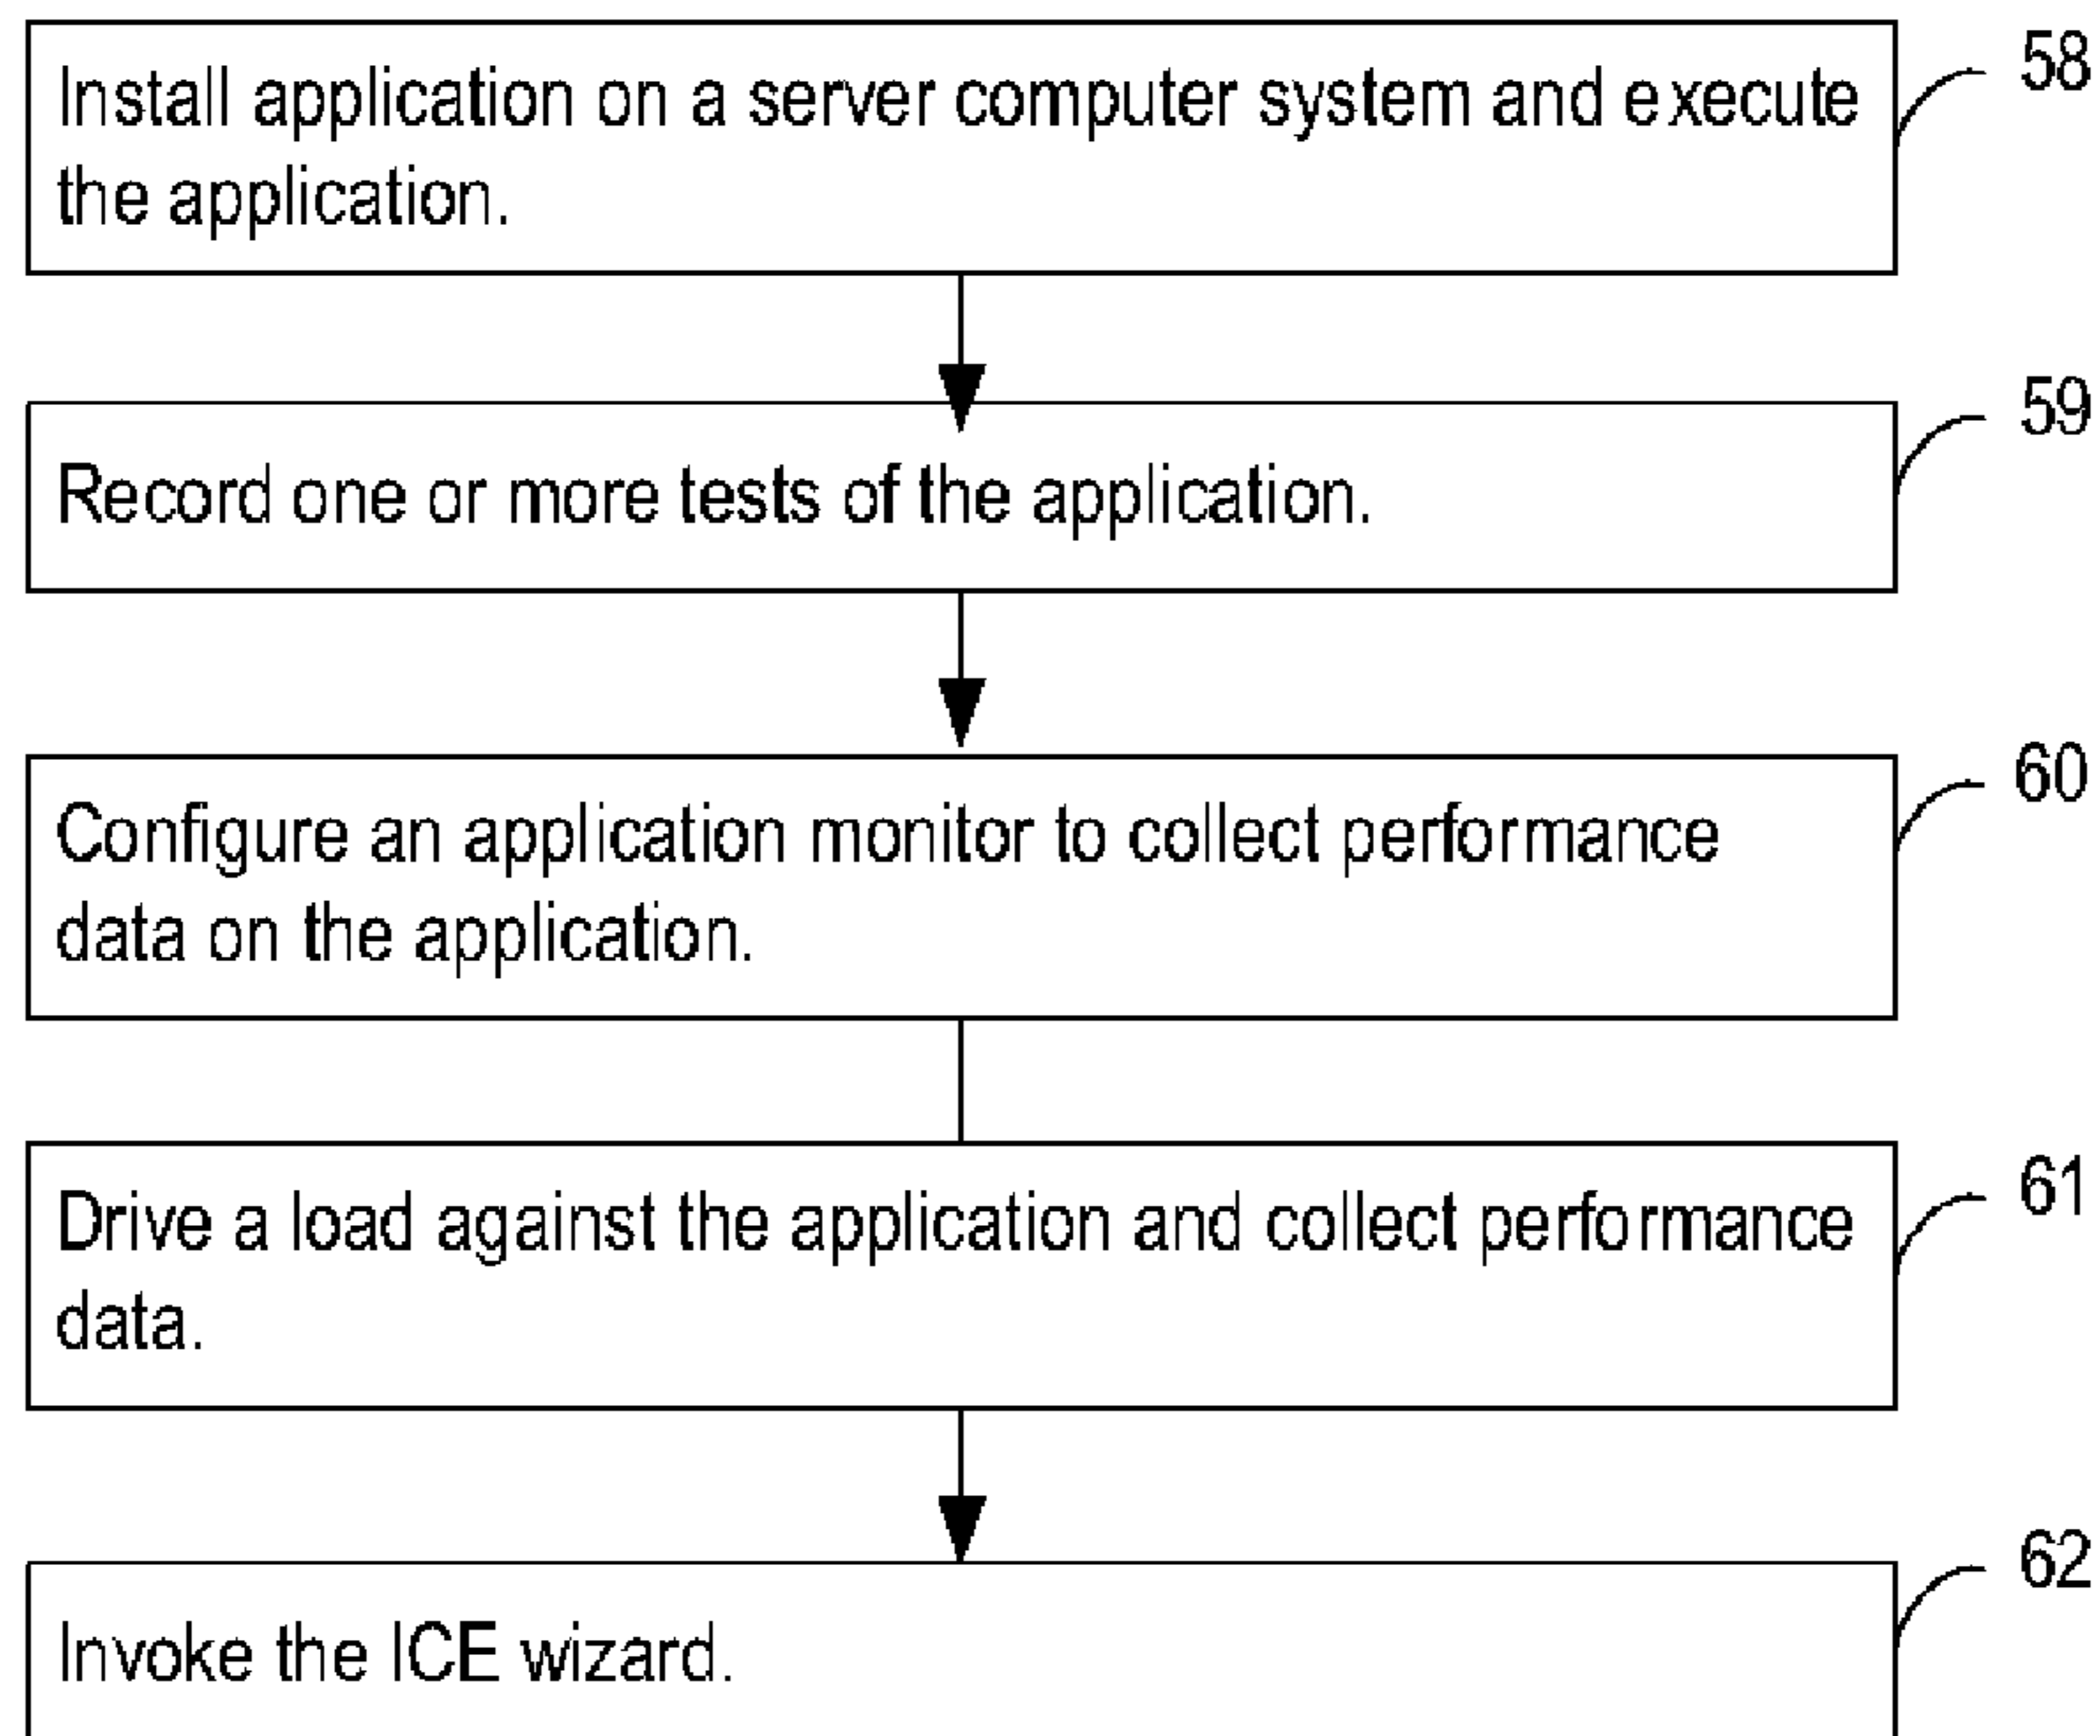 58
Install application on a server computer system and execute
the application.
59
Record one or more tests of the application.
60
Configure an application monitor to collect performance
data on the application.
61
Drive a load against the application and collect performance
data.
62
Invoke the ICE wizard.